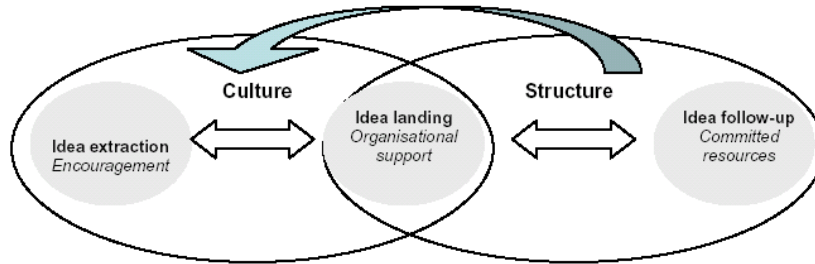 Culture
Structure
Idea extraction
Encouragement
Idea landing
Organisational
support
Idea follow-up
Committed
resources